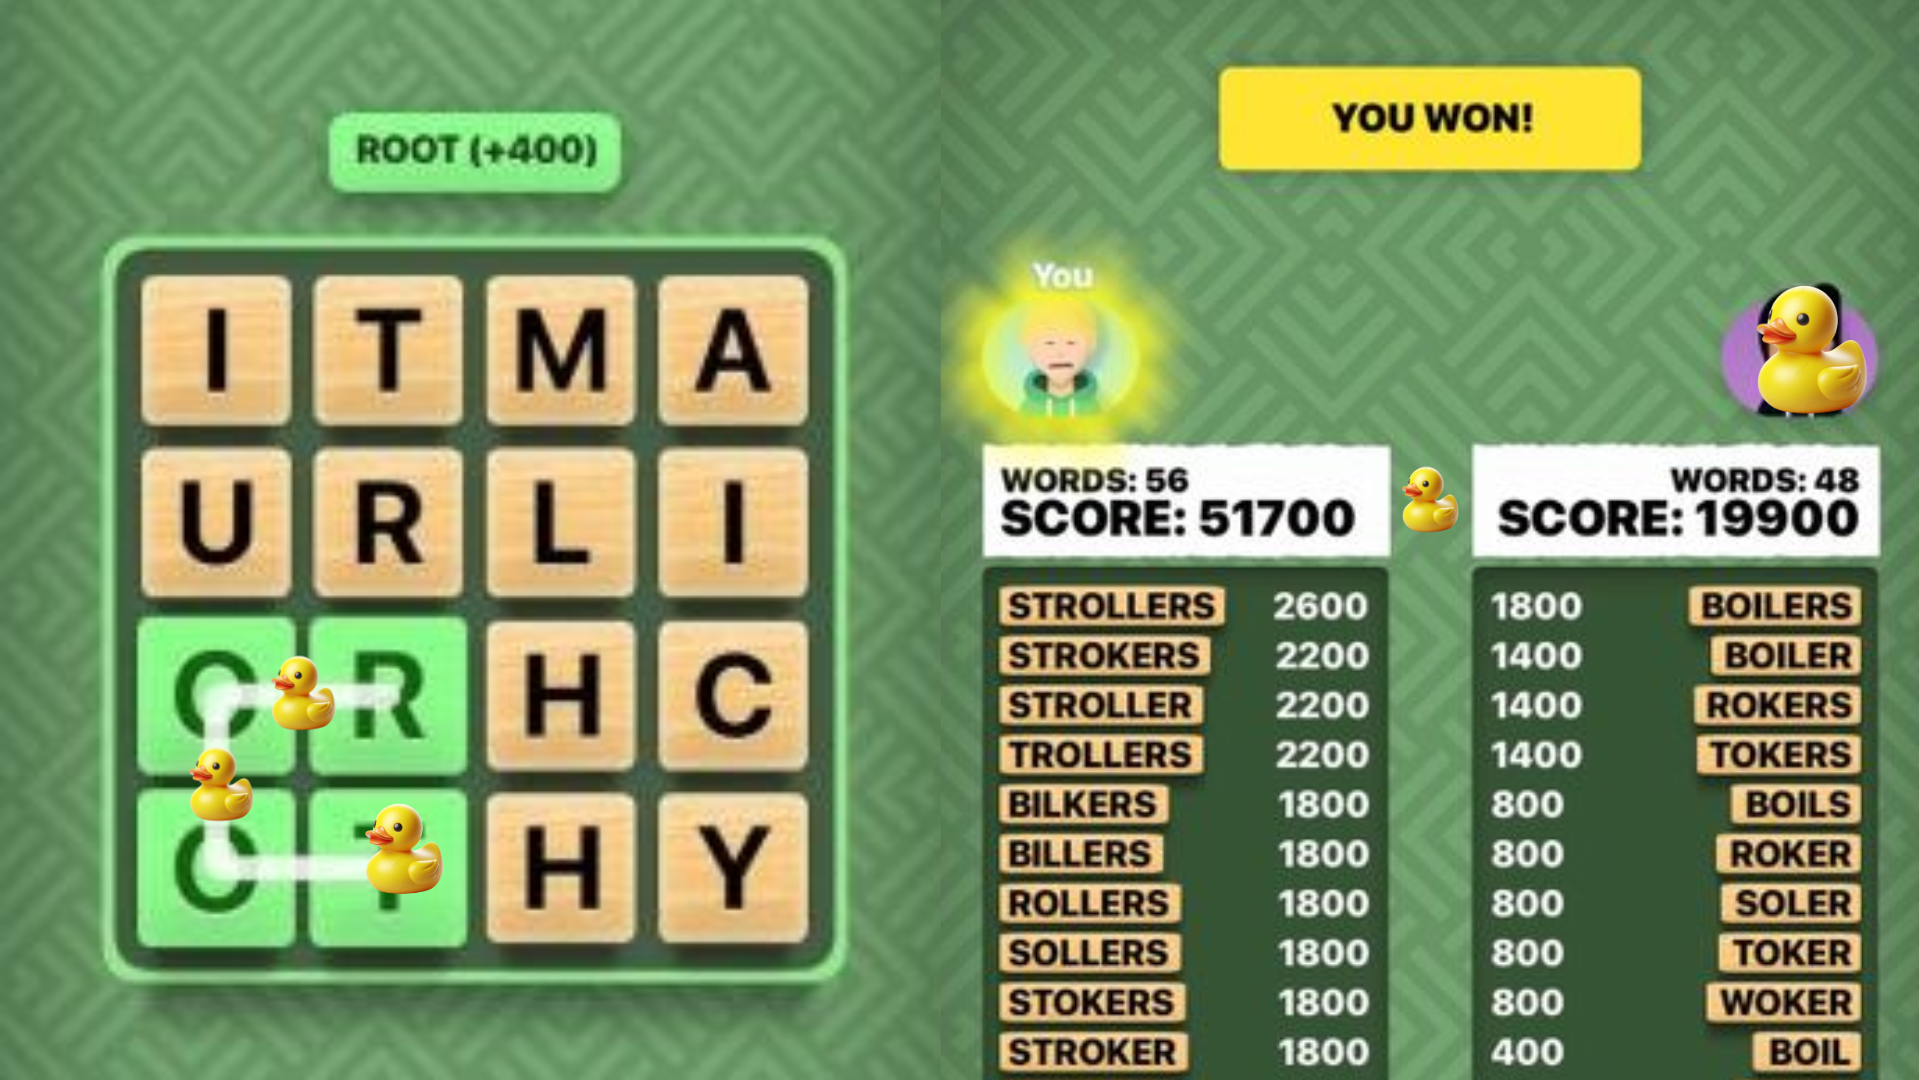 ROOT (+400)
I T M A
U R L I
O R H C
O T H Y
YOU WON!
You
WORDS: 56
SCORE: 51700
WORDS: 48
SCORE: 19900
STROLLERS 2600
STROKERS 2200
STROLLER 2200
TROLLERS 2200
BILKERS 1800
BILLERS 1800
ROLLERS 1800
SOLLERS 1800
STOKERS 1800
STROKER 1800
1800 BOILERS
1400 BOILER
1400 ROKERS
1400 TOKERS
800 BOILS
800 ROKER
800 SOLER
800 TOKER
800 WOKER
400 BOIL